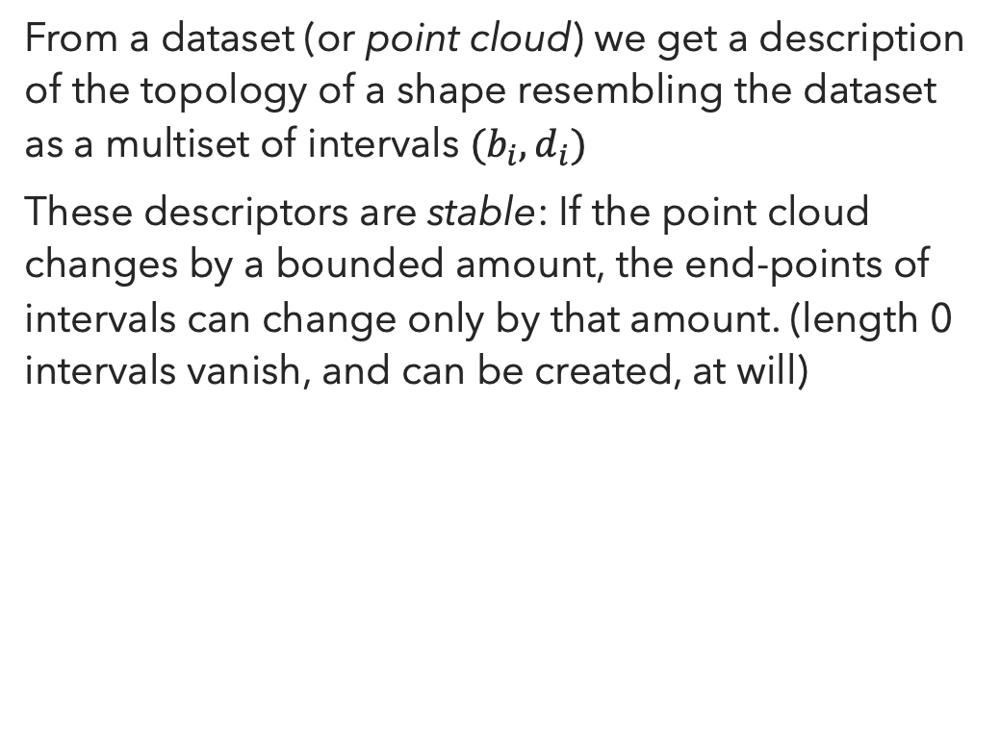 From a dataset (or point cloud) we get a description
of the topology of a shape resembling the dataset
as a multiset of intervals (𝑏ᵢ, 𝑑ᵢ)
These descriptors are stable: If the point cloud
changes by a bounded amount, the end-points of
intervals can change only by that amount. (length 0
intervals vanish, and can be created, at will)